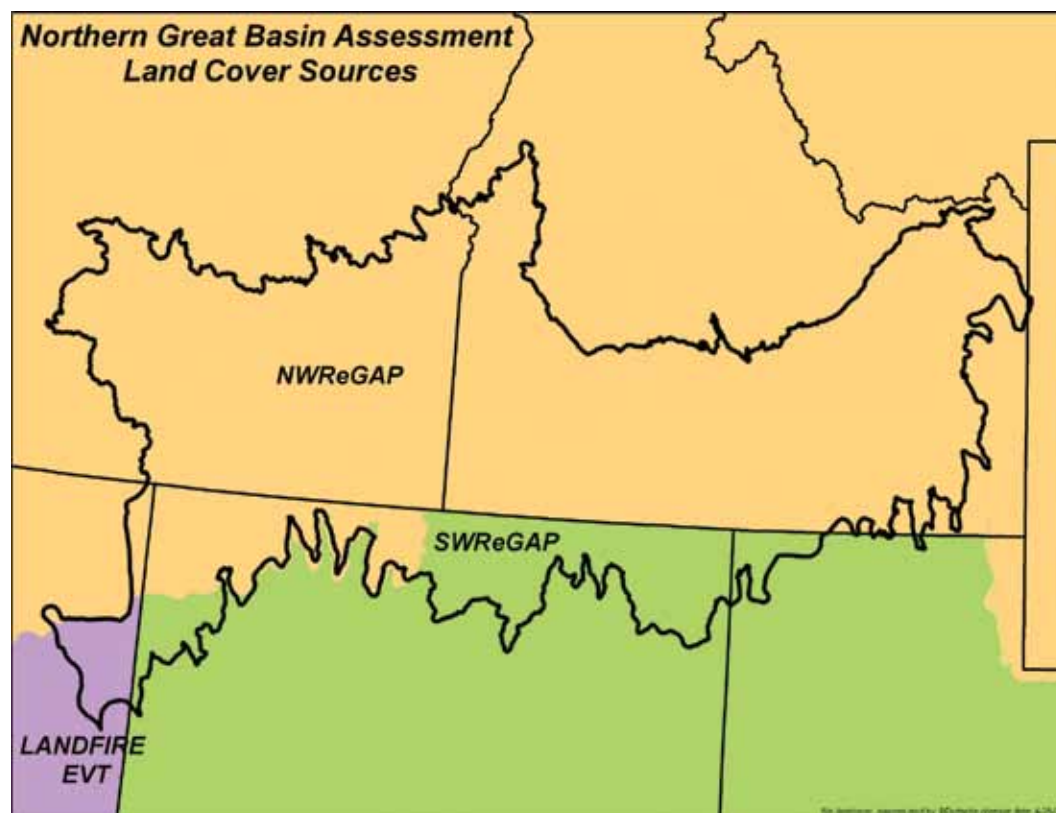 Northern Great Basin Assessment
Land Cover Sources
NWReGAP
SWReGAP
LANDFIRE
EVT